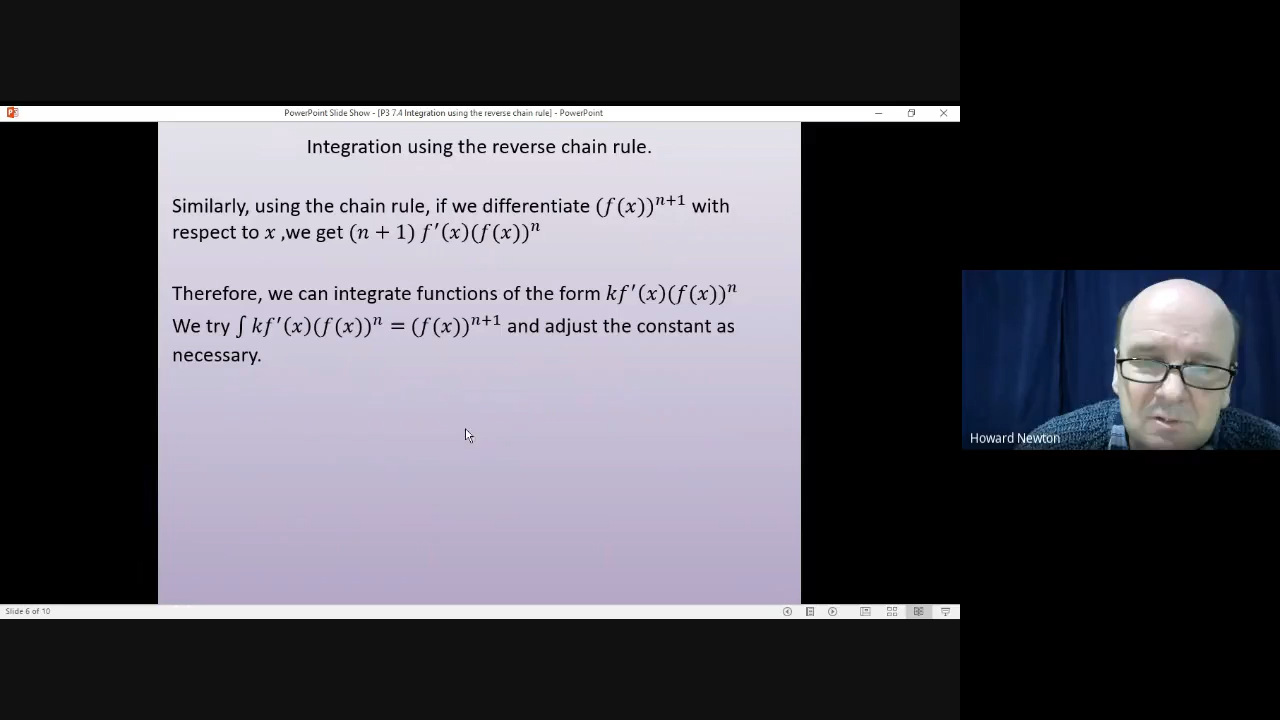 PowerPoint Slide Show - [P3 7.4 Integration using the reverse chain rule] - PowerPoint
Integration using the reverse chain rule.
Similarly, using the chain rule, if we differentiate (f(x))ⁿ⁺¹ with
respect to x ,we get (n + 1) f′(x)(f(x))ⁿ
Therefore, we can integrate functions of the form kf′(x)(f(x))ⁿ
We try ∫ kf′(x)(f(x))ⁿ = (f(x))ⁿ⁺¹ and adjust the constant as
necessary.
Howard Newton
Slide 6 of 10